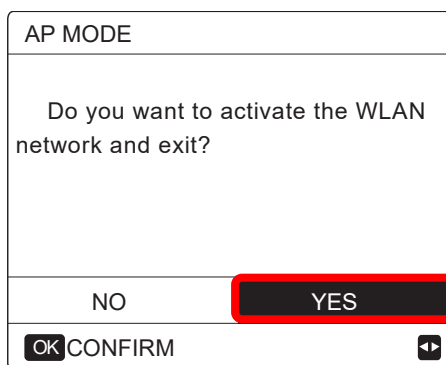 AP MODE
Do you want to activate the WLAN
network and exit?
NO YES
OK CONFIRM